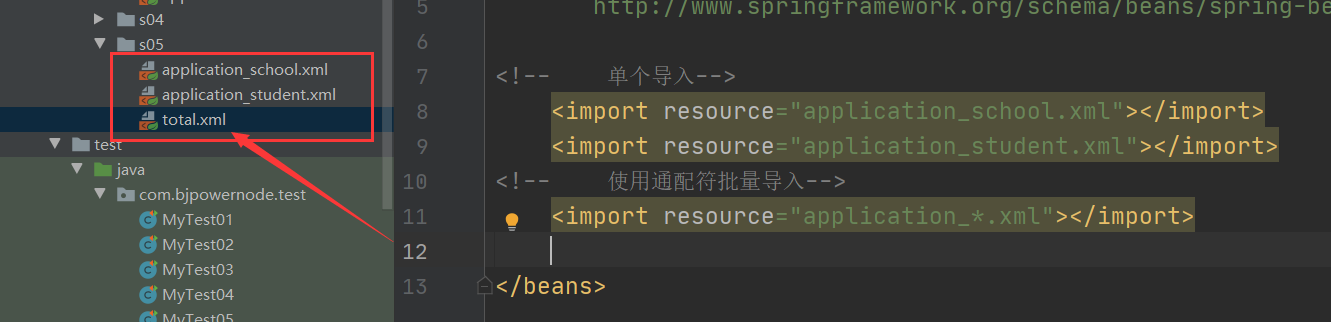 s04
s05
application_school.xml
application_student.xml
total.xml
test
java
com.bjpowernode.test
MyTest01
MyTest02
MyTest03
MyTest04
MyTest05
5 http://www.springframework.org/schema/beans/spring-be
6
7 <!-- 单个导入-->
8 <import resource="application_school.xml"></import>
9 <import resource="application_student.xml"></import>
10 <!-- 使用通配符批量导入-->
11 <import resource="application_*.xml"></import>
12
13 </beans>